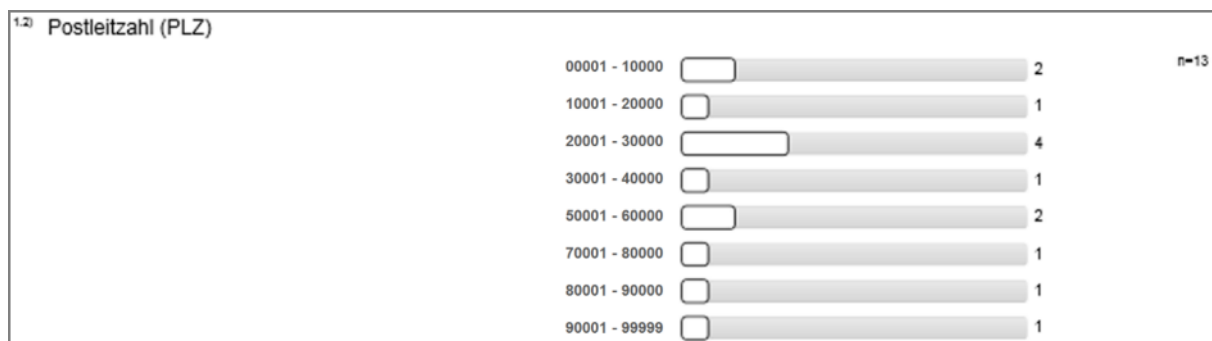 1.2) Postleitzahl (PLZ)
n=13
00001 - 10000 2
10001 - 20000 1
20001 - 30000 4
30001 - 40000 1
50001 - 60000 2
70001 - 80000 1
80001 - 90000 1
90001 - 99999 1